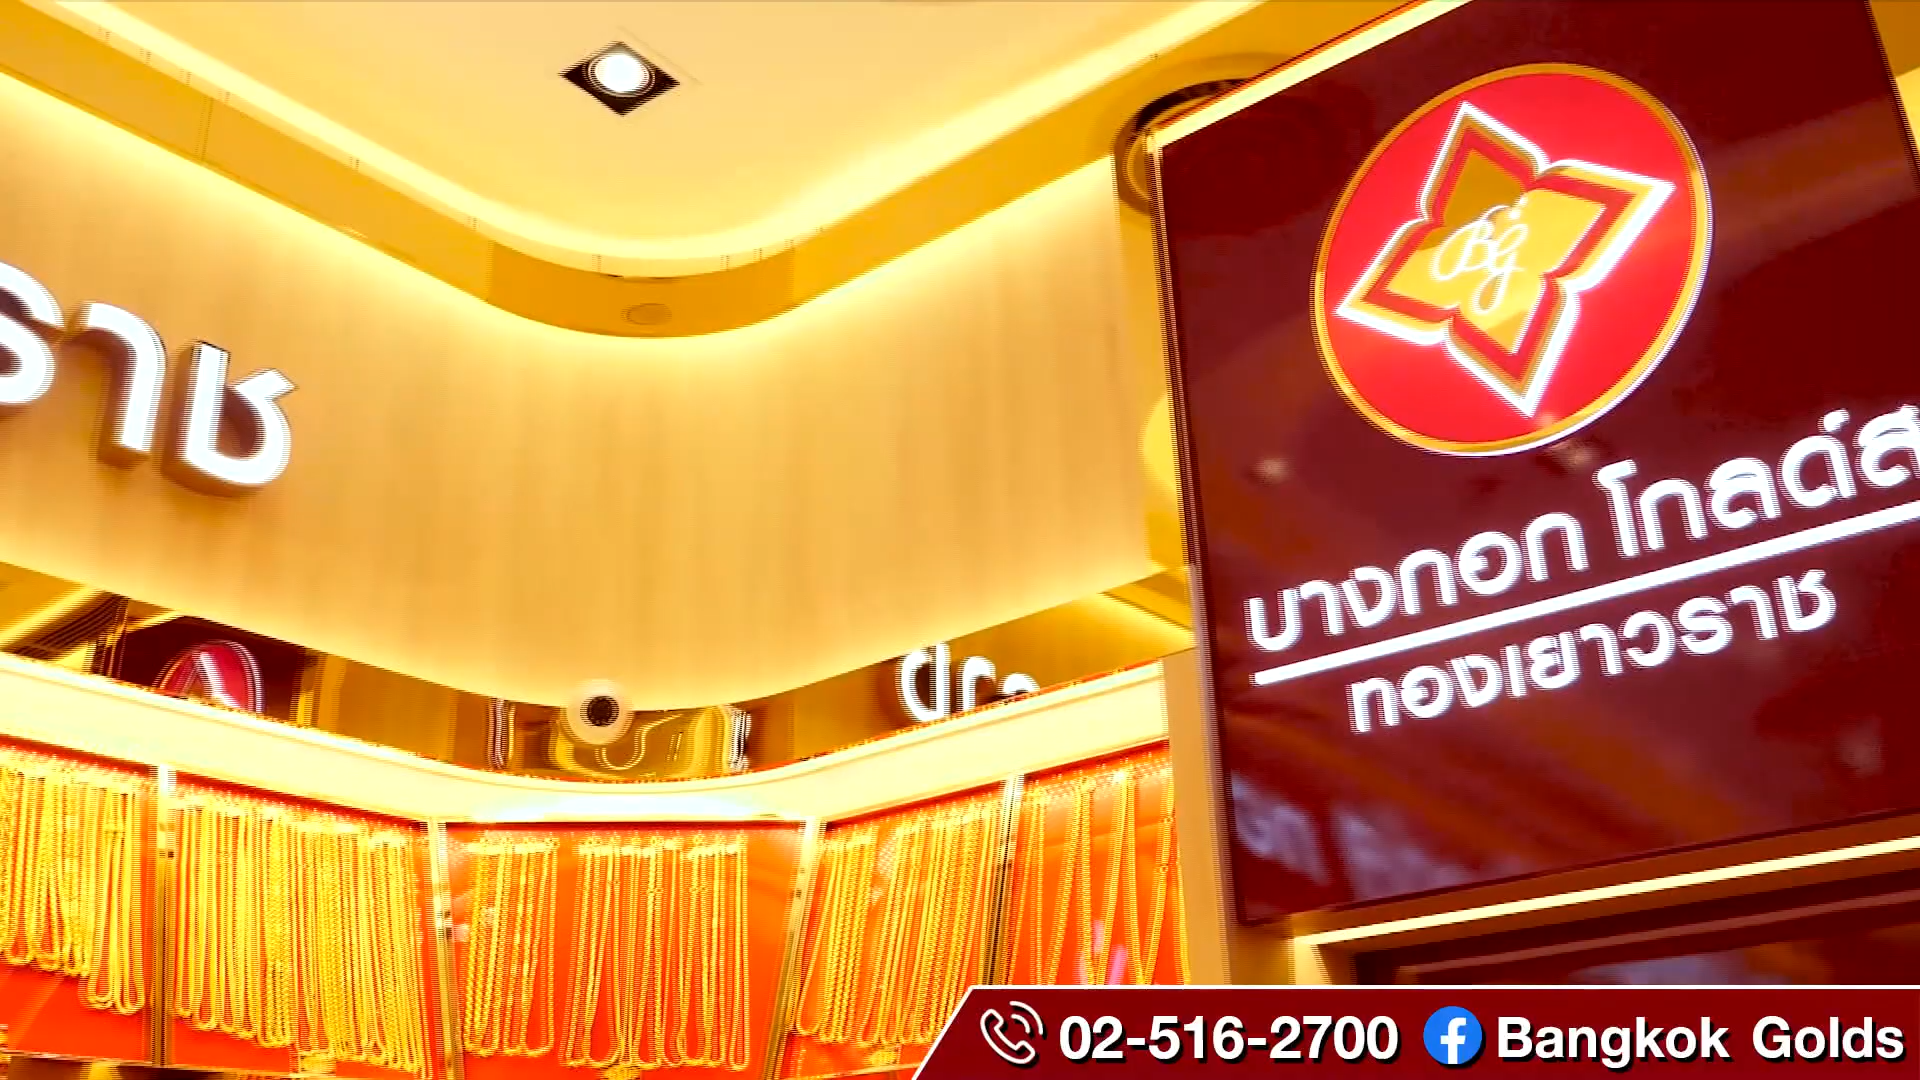 ราช
BG
บางกอก โกลด์ส
ทองเยาวราช
02-516-2700 Bangkok Golds